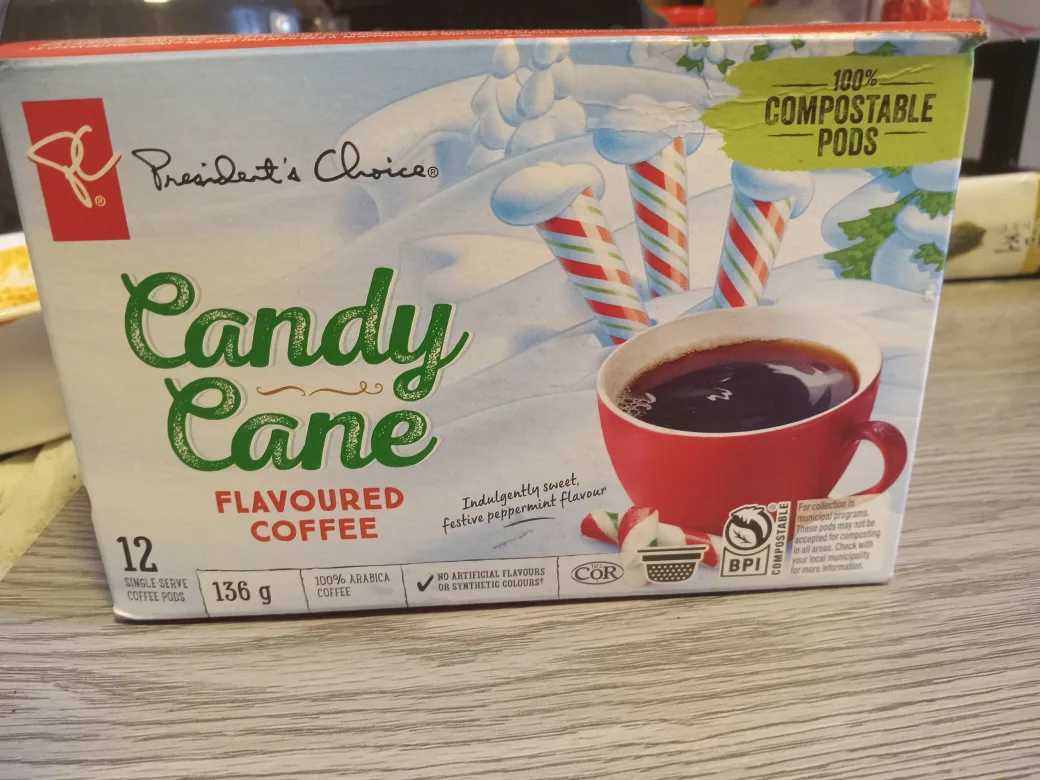 President's Choice®
100%
COMPOSTABLE
PODS
Candy
Cane
FLAVOURED
COFFEE
Indulgently sweet,
festive peppermint flavour
12
SINGLE SERVE
COFFEE PODS
136 g
100% ARABICA
COFFEE
NO ARTIFICIAL FLAVOURS
OR SYNTHETIC COLOURS†
COR
BPI®
COMPOSTABLE
For collection in
municipal programs.
These pods may not be
accepted for composting
in all areas. Check with
your local municipality
for more information.